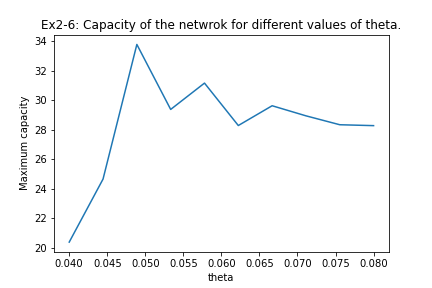 Ex2-6: Capacity of the netwrok for different values of theta.
34
32
30
28
26
24
22
20
Maximum capacity
0.040 0.045 0.050 0.055 0.060 0.065 0.070 0.075 0.080
theta